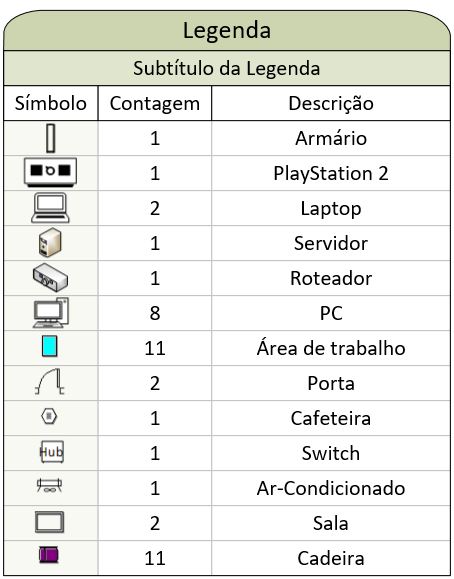 Legenda
Subtítulo da Legenda
Símbolo Contagem Descrição
1 Armário
1 PlayStation 2
2 Laptop
1 Servidor
1 Roteador
8 PC
11 Área de trabalho
2 Porta
1 Cafeteira
Hub 1 Switch
1 Ar-Condicionado
2 Sala
11 Cadeira